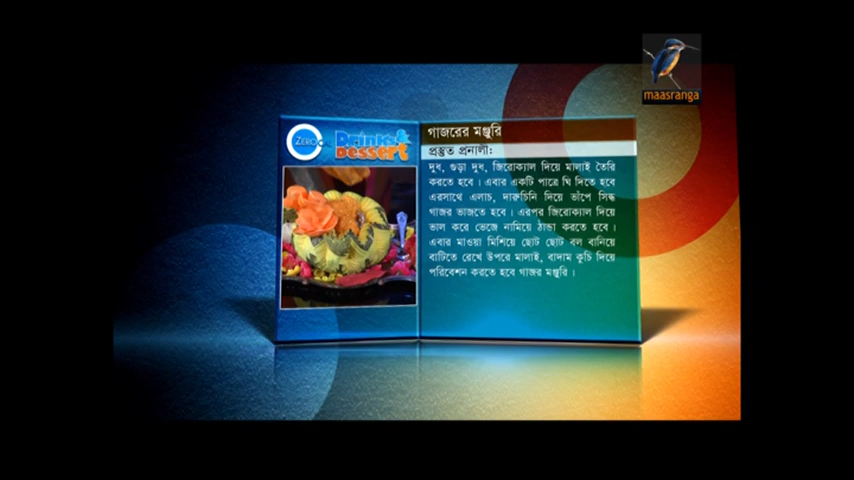 maasranga
ZEROCAL
Drinks &
Dessert
গাজরের মঞ্জুরি
প্রস্তুত প্রনালী:
দুধ, গুড়া দুধ, জিরোক্যাল দিয়ে মালাই তৈরি
করতে হবে। এবার একটি পাত্রে ঘি দিতে হবে
এরসাথে এলাচ, দারুচিনি দিয়ে ভাঁপে সিদ্ধ
গাজর ভাজতে হবে। এরপর জিরোক্যাল দিয়ে
ভাল করে ভেজে নামিয়ে ঠান্ডা করতে হবে।
এবার মাওয়া মিশিয়ে ছোট ছোট বল বানিয়ে
বাটিতে রেখে উপরে মালাই, বাদাম কুচি দিয়ে
পরিবেশন করতে হবে গাজর মঞ্জুরি।